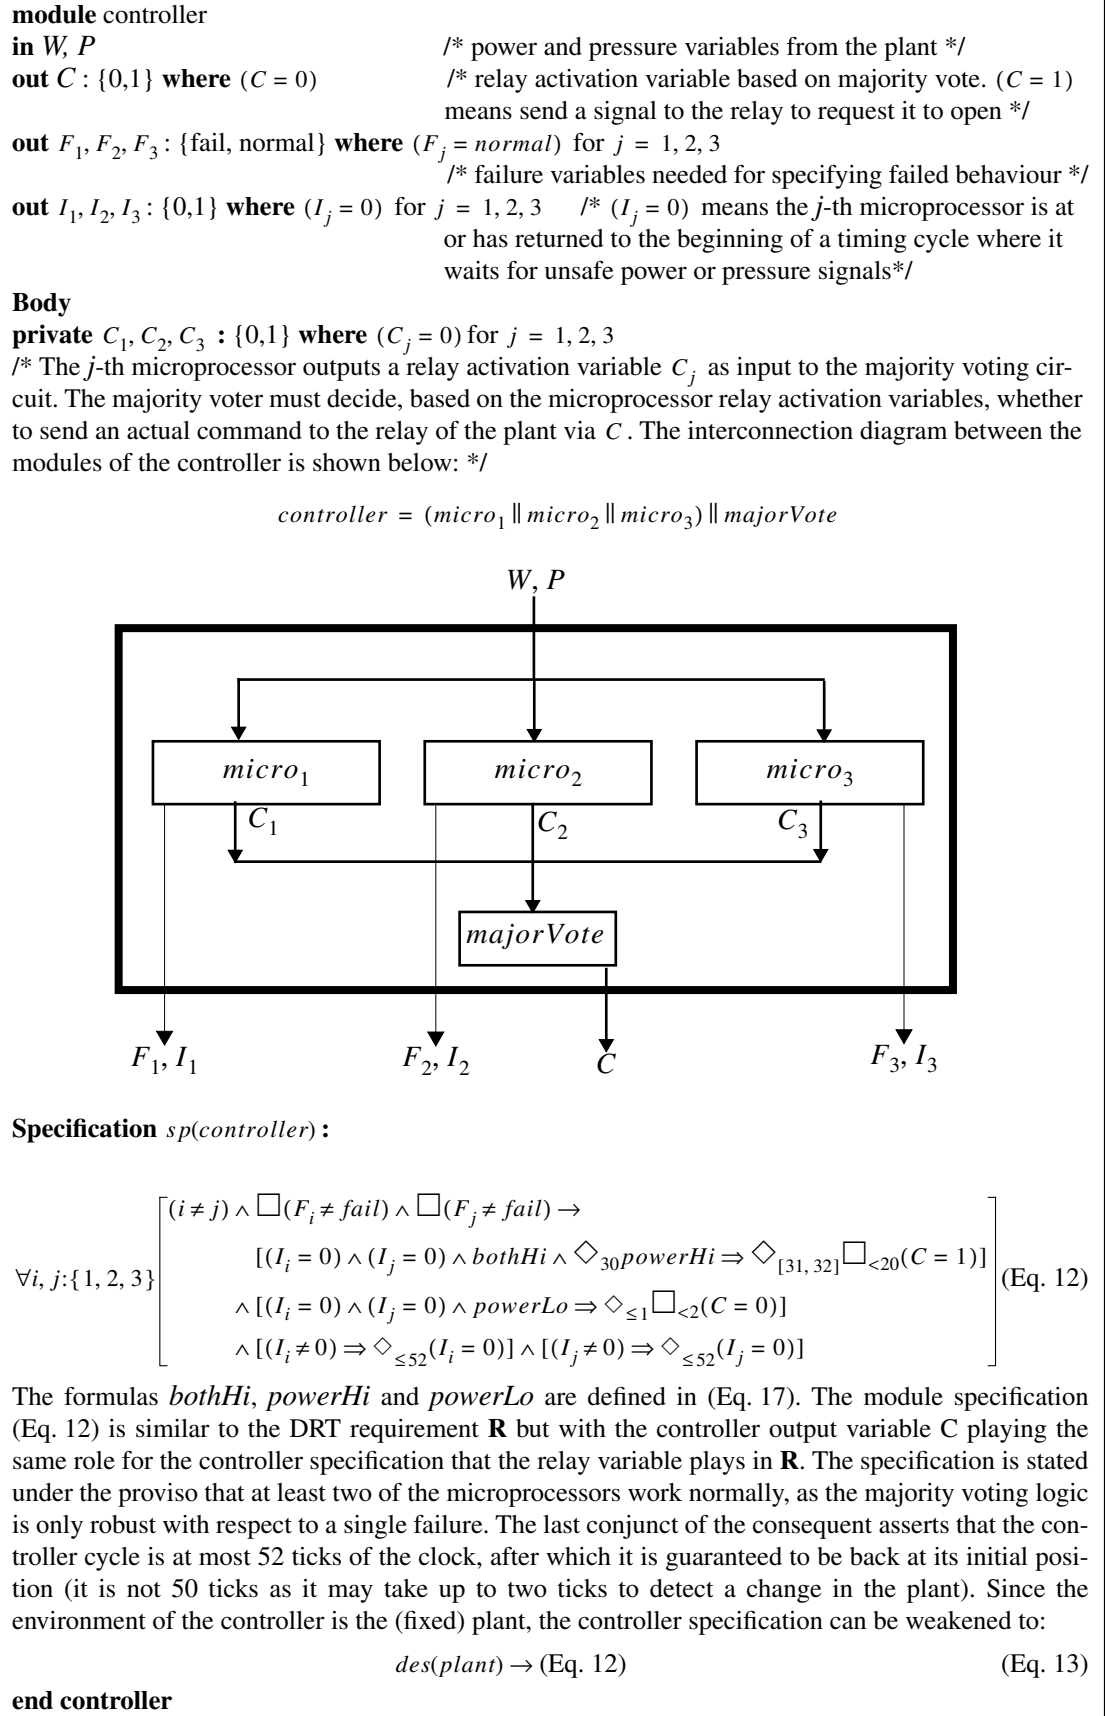 module controller
in W, P /* power and pressure variables from the plant */
out C : {0,1} where (C = 0) /* relay activation variable based on majority vote. (C = 1)
means send a signal to the relay to request it to open */
out F₁, F₂, F₃ : {fail, normal} where (F_j = normal) for j = 1, 2, 3
/* failure variables needed for specifying failed behaviour */
out I₁, I₂, I₃ : {0,1} where (I_j = 0) for j = 1, 2, 3 /* (I_j = 0) means the j-th microprocessor is at
or has returned to the beginning of a timing cycle where it
waits for unsafe power or pressure signals*/
Body
private C₁, C₂, C₃ : {0,1} where (C_j = 0) for j = 1, 2, 3
/* The j-th microprocessor outputs a relay activation variable C_j as input to the majority voting cir-
cuit. The majority voter must decide, based on the microprocessor relay activation variables, whether
to send an actual command to the relay of the plant via C . The interconnection diagram between the
modules of the controller is shown below: */
controller = (micro₁ || micro₂ || micro₃) || majorVote
W, P
micro₁ micro₂ micro₃
C₁ C₂ C₃
majorVote
F₁, I₁ F₂, I₂ C F₃, I₃
Specification sp(controller) :
(i ≠ j) ∧ □(F_i ≠ fail) ∧ □(F_j ≠ fail) →
∀i, j:{1, 2, 3} [(I_i = 0) ∧ (I_j = 0) ∧ bothHi ∧ ◇₃₀powerHi ⇒ ◇_[31, 32]□_<20(C = 1)] (Eq. 12)
∧ [(I_i = 0) ∧ (I_j = 0) ∧ powerLo ⇒ ◇_≤1□_<2(C = 0)]
∧ [(I_i ≠ 0) ⇒ ◇_≤52(I_i = 0)] ∧ [(I_j ≠ 0) ⇒ ◇_≤52(I_j = 0)]
The formulas bothHi, powerHi and powerLo are defined in (Eq. 17). The module specification
(Eq. 12) is similar to the DRT requirement R but with the controller output variable C playing the
same role for the controller specification that the relay variable plays in R. The specification is stated
under the proviso that at least two of the microprocessors work normally, as the majority voting logic
is only robust with respect to a single failure. The last conjunct of the consequent asserts that the con-
troller cycle is at most 52 ticks of the clock, after which it is guaranteed to be back at its initial posi-
tion (it is not 50 ticks as it may take up to two ticks to detect a change in the plant). Since the
environment of the controller is the (fixed) plant, the controller specification can be weakened to:
des(plant) → (Eq. 12) (Eq. 13)
end controller